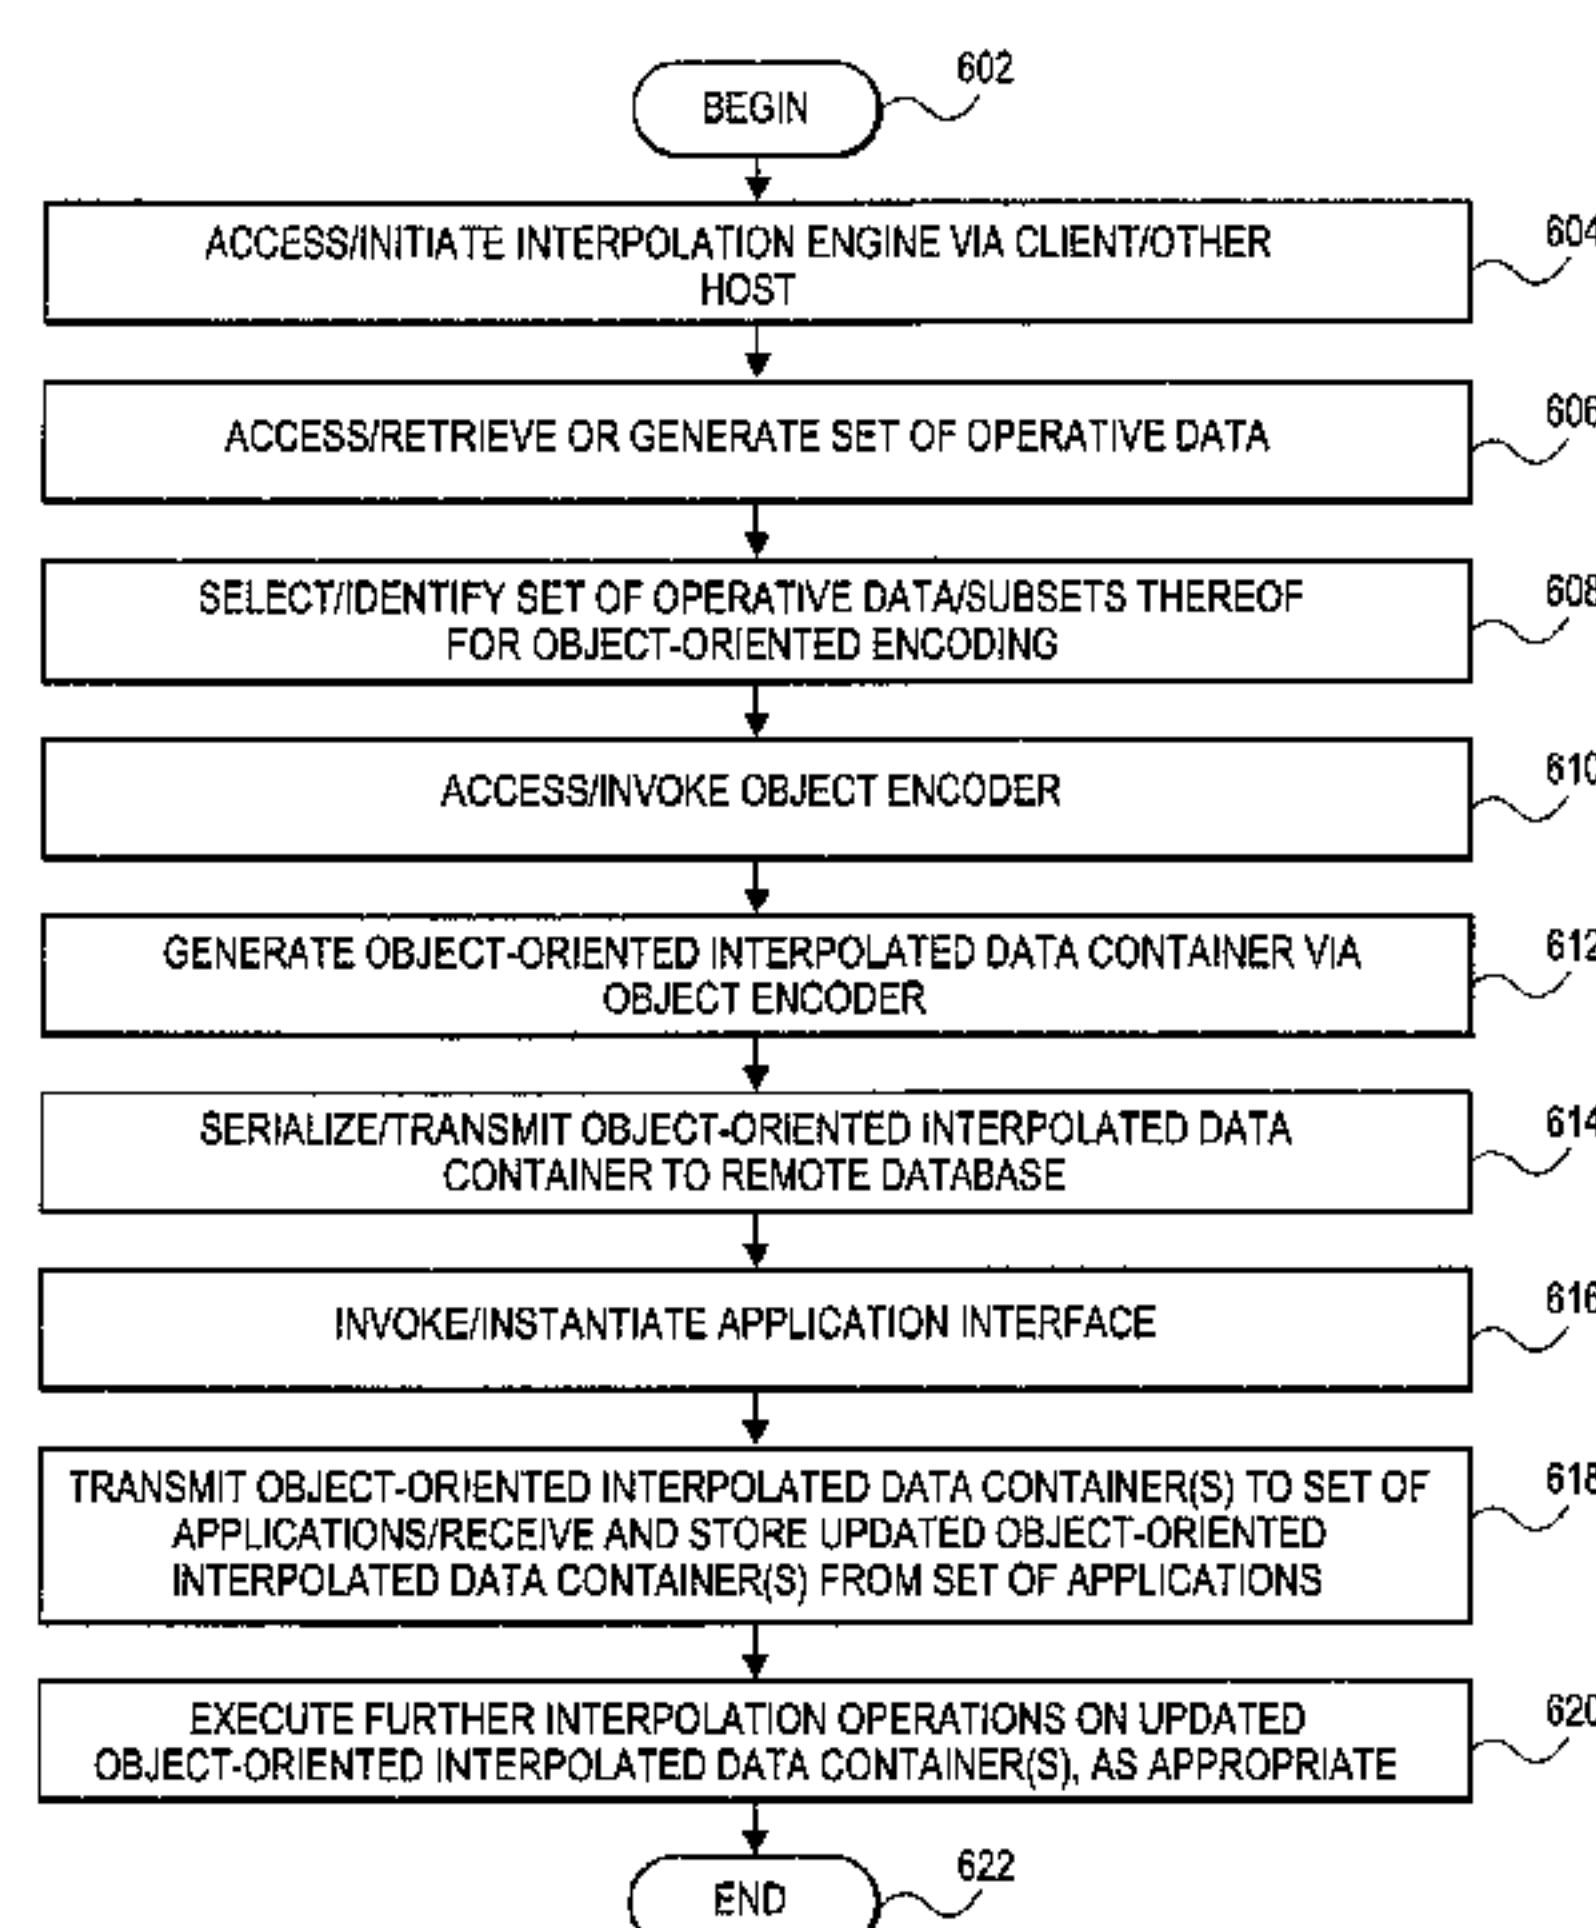 BEGIN
602
ACCESS/INITIATE INTERPOLATION ENGINE VIA CLIENT/OTHER
HOST
604
ACCESS/RETRIEVE OR GENERATE SET OF OPERATIVE DATA
606
SELECT/IDENTIFY SET OF OPERATIVE DATA/SUBSETS THEREOF
FOR OBJECT-ORIENTED ENCODING
608
ACCESS/INVOKE OBJECT ENCODER
610
GENERATE OBJECT-ORIENTED INTERPOLATED DATA CONTAINER VIA
OBJECT ENCODER
612
SERIALIZE/TRANSMIT OBJECT-ORIENTED INTERPOLATED DATA
CONTAINER TO REMOTE DATABASE
614
INVOKE/INSTANTIATE APPLICATION INTERFACE
616
TRANSMIT OBJECT-ORIENTED INTERPOLATED DATA CONTAINER(S) TO SET OF
APPLICATIONS/RECEIVE AND STORE UPDATED OBJECT-ORIENTED
INTERPOLATED DATA CONTAINER(S) FROM SET OF APPLICATIONS
618
EXECUTE FURTHER INTERPOLATION OPERATIONS ON UPDATED
OBJECT-ORIENTED INTERPOLATED DATA CONTAINER(S), AS APPROPRIATE
620
END
622